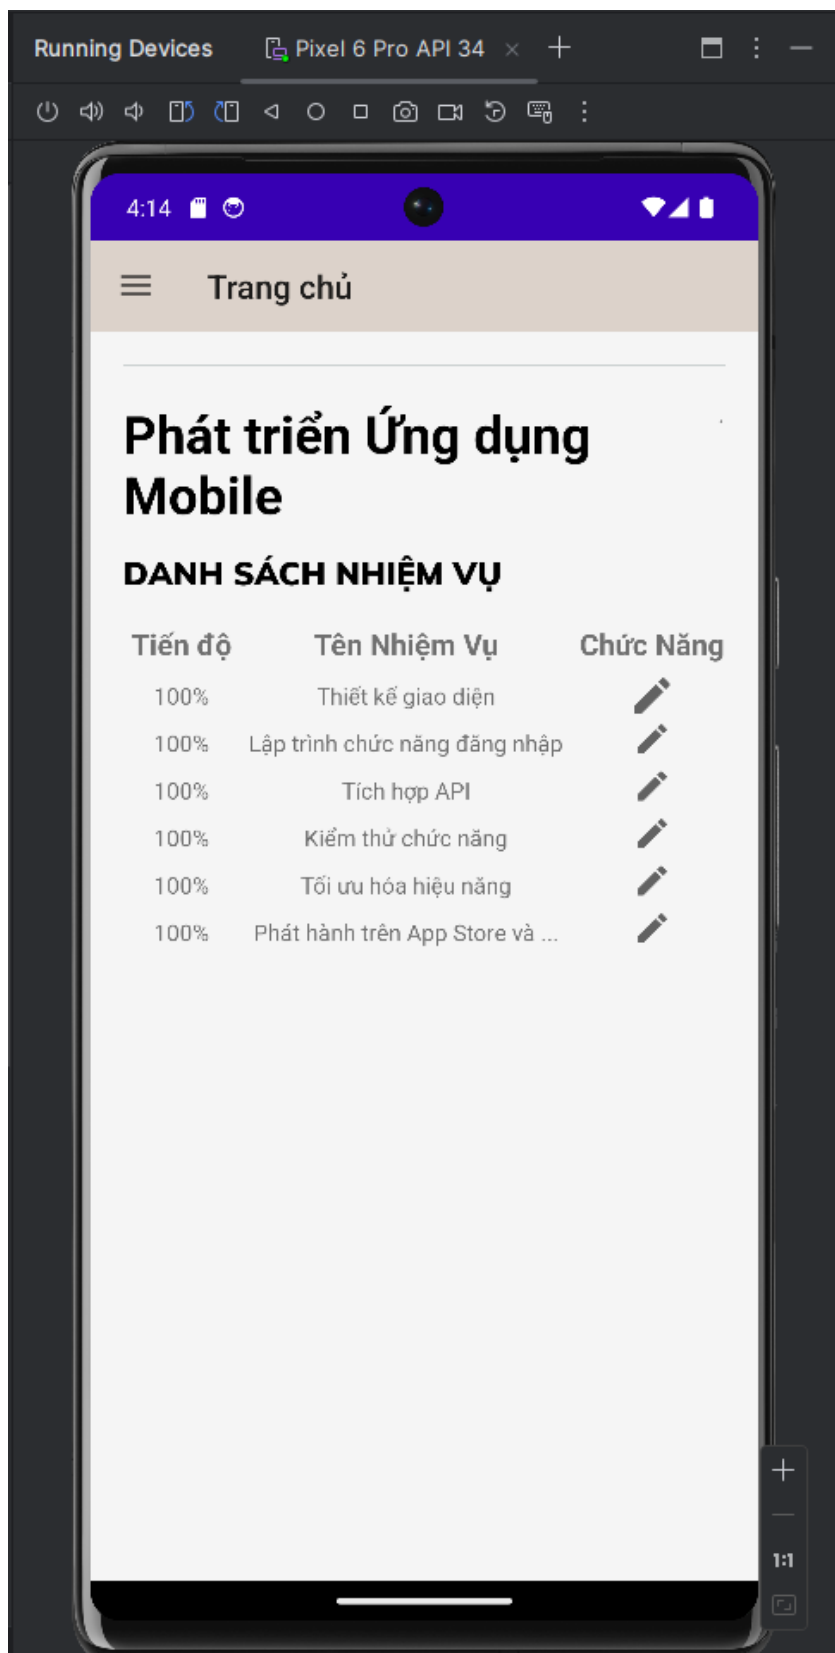 Running Devices Pixel 6 Pro API 34
4:14
Trang chủ
Phát triển Ứng dụng
Mobile
DANH SÁCH NHIỆM VỤ
Tiến độ Tên Nhiệm Vụ Chức Năng
100% Thiết kế giao diện
100% Lập trình chức năng đăng nhập
100% Tích hợp API
100% Kiểm thử chức năng
100% Tối ưu hóa hiệu năng
100% Phát hành trên App Store và ...
1:1